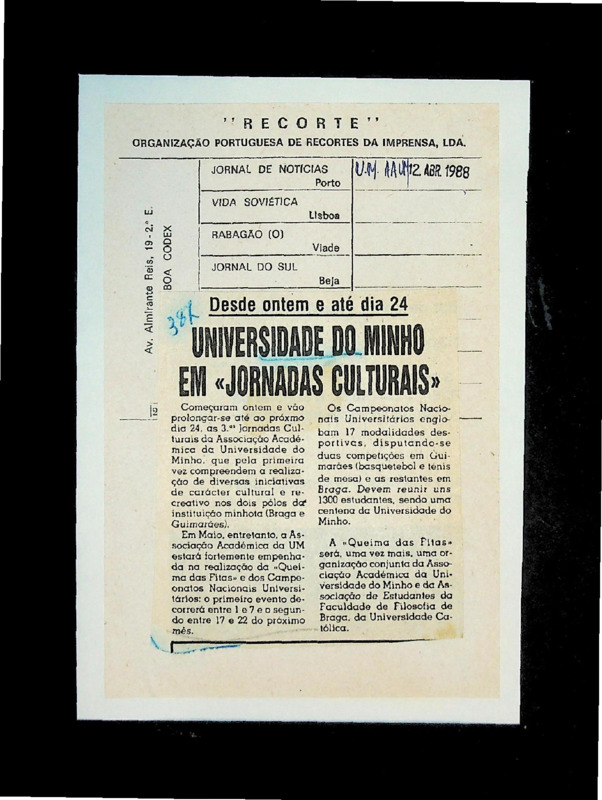 "RECORTE"
ORGANIZAÇÃO PORTUGUESA DE RECORTES DA IMPRENSA, LDA.
JORNAL DE NOTICIAS
Porto
U.M. AAUM 12 ABR. 1988
VIDA SOVIÉTICA
Lisboa
RABAGÃO (O)
Viade
JORNAL DO SUL
Beja
Av. Almirante Reis, 19-2.º E.
BOA CODEX
387
Desde ontem e até dia 24
UNIVERSIDADE DO MINHO
EM «JORNADAS CULTURAIS»
Começaram ontem e vão
prolongar-se até ao próxmo
dia 24, as 3.ªs Jornadas Cul-
turais da Associação Acadé-
mica da Universidade do
Minho, que pela primeira
vez compreendem a realiza-
ção de diversas iniciativas
de carácter cultural e re-
creativo nos dois pólos da
instituição minhota (Braga e
Guimarães).
Em Maio, entretanto, a As-
sociação Académica da UM
estará fortemente empenha-
da na realização da «Quei-
ma das Fitas» e dos Campeo-
natos Nacionais Universi-
tários: o primeiro evento de-
correrá entre 1 e 7 e o segun-
do entre 17 e 22 do próximo
mês.
Os Campeonatos Nacio-
nais Universitários englo-
bam 17 modalidades des-
portivas, disputando-se
duas competições em Gui-
marães (basquetebol e ténis
de mesa) e as restantes em
Braga. Devem reunir uns
1300 estudantes, sendo uma
centena da Universidade do
Minho.
A «Queima das Fitas»
será, uma vez mais, uma or-
ganização conjunta da Asso-
ciação Académica da Uni-
versidade do Minho e da As-
sociação de Estudantes da
Faculdade de Filosofia de
Braga, da Universidade Ca-
tólica.